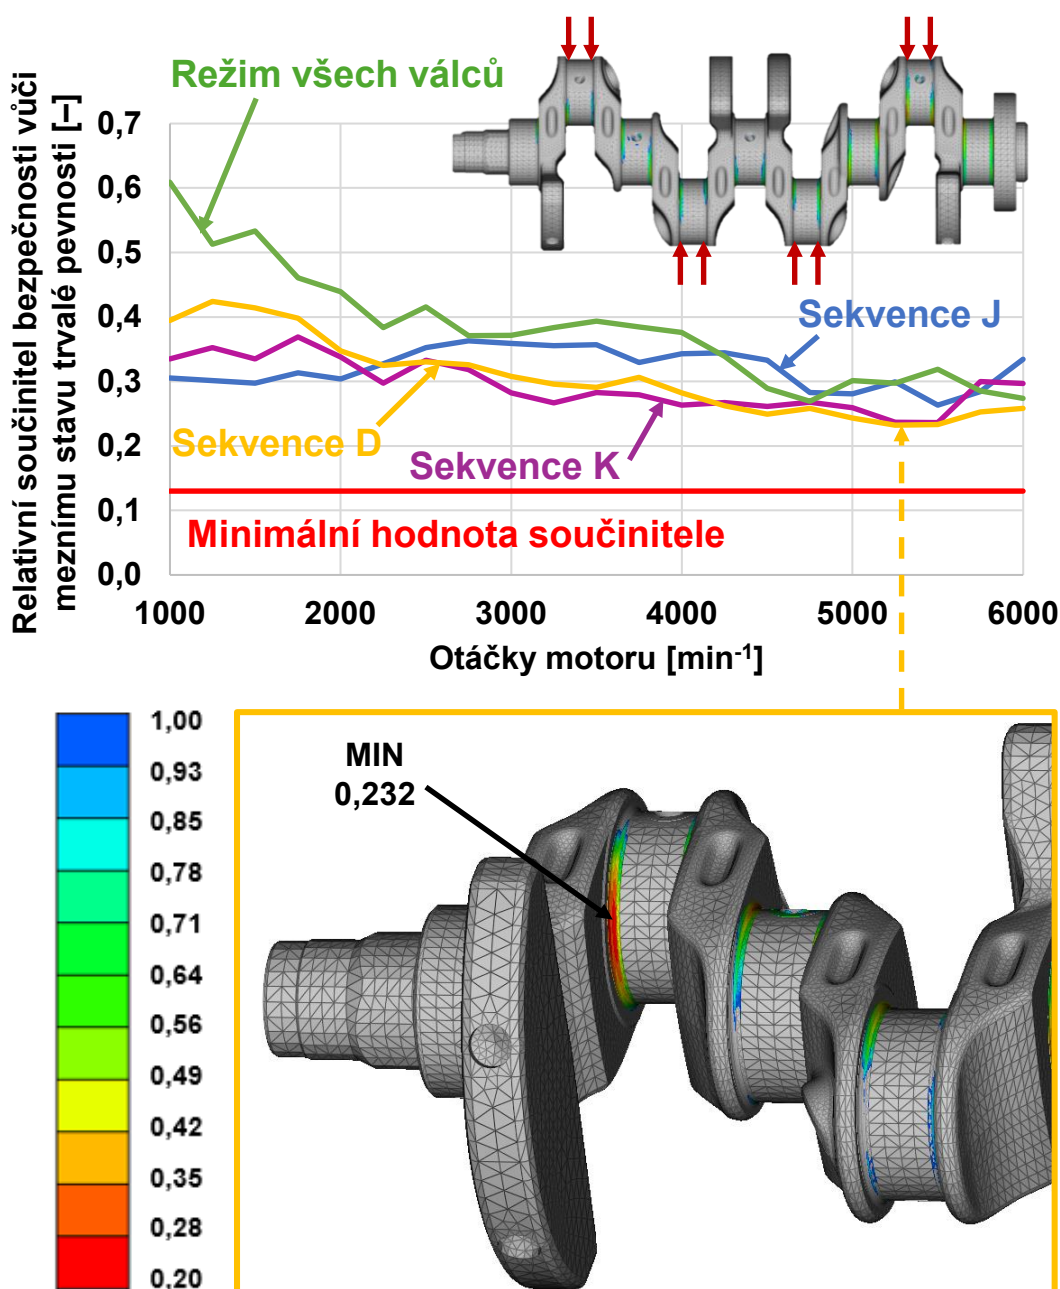 Relativní součinitel bezpečnosti vůči
meznímu stavu trvalé pevnosti [–]
Režim všech válců
0,7
0,6
0,5
0,4
0,3
0,2
0,1
0,0
Sekvence J
Sekvence D
Sekvence K
Minimální hodnota součinitele
1000 2000 3000 4000 5000 6000
Otáčky motoru [min⁻¹]
1,00
0,93
0,85
0,78
0,71
0,64
0,56
0,49
0,42
0,35
0,28
0,20
MIN
0,232